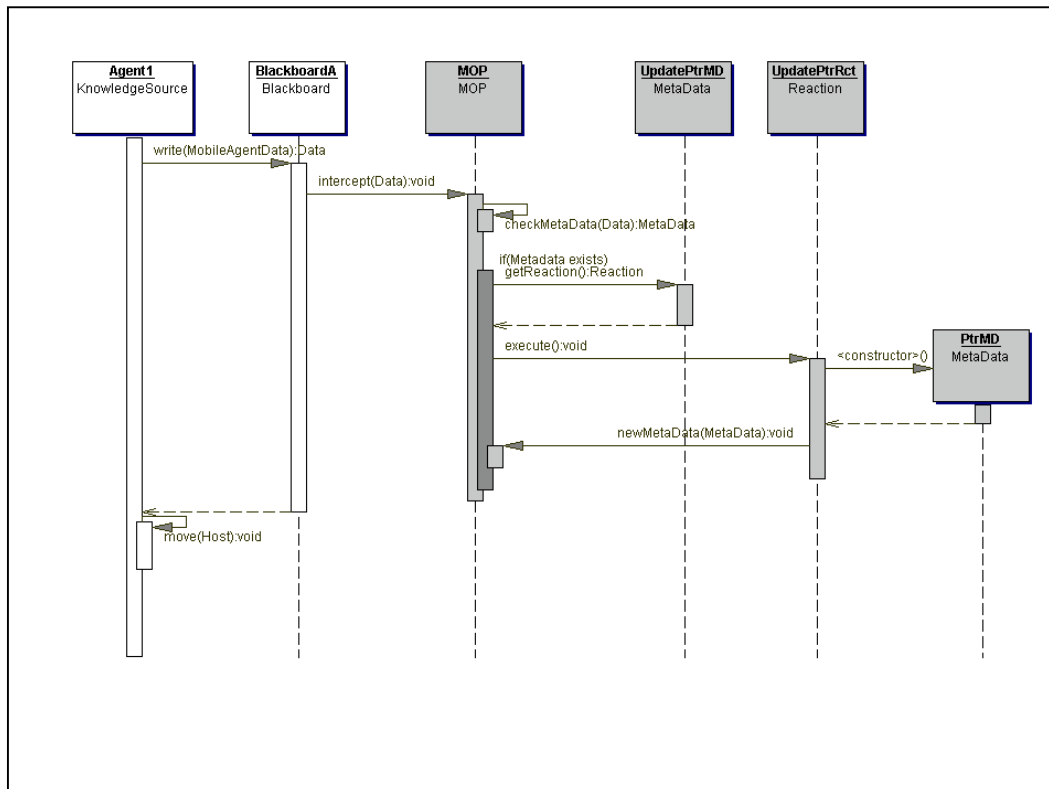 Agent1
KnowledgeSource
BlackboardA
Blackboard
MOP
MOP
UpdatePtrMD
MetaData
UpdatePtrRct
Reaction
write(MobileAgentData):Data
intercept(Data):void
checkMetaData(Data):MetaData
if(Metadata exists)
getReaction():Reaction
execute():void
<constructor>()
PtrMD
MetaData
newMetaData(MetaData):void
move(Host):void